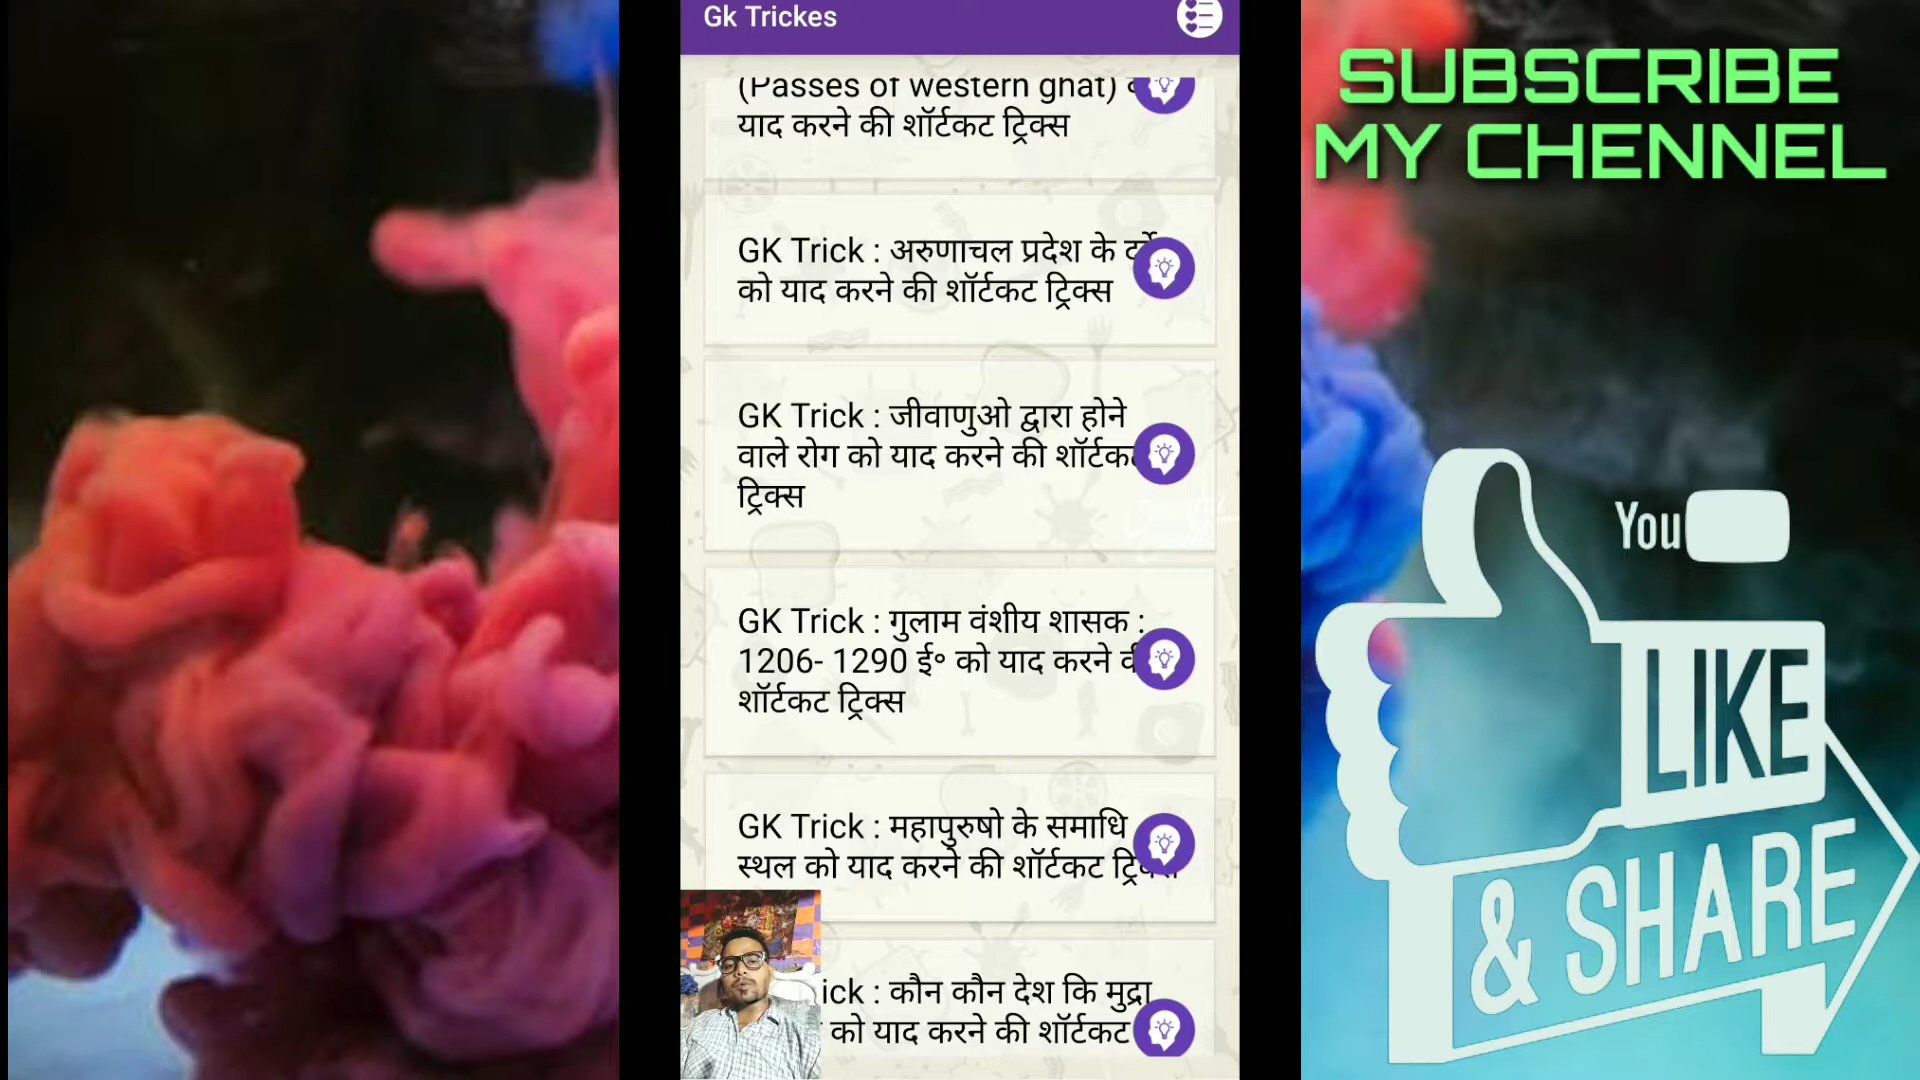 Gk Trickes
(Passes of western ghat)
याद करने की शॉर्टकट ट्रिक्स
GK Trick : अरुणाचल प्रदेश के दर्रे
को याद करने की शॉर्टकट ट्रिक्स
GK Trick : जीवाणुओ द्वारा होने
वाले रोग को याद करने की शॉर्टकट
ट्रिक्स
GK Trick : गुलाम वंशीय शासक :
1206- 1290 ई° को याद करने की
शॉर्टकट ट्रिक्स
GK Trick : महापुरुषो के समाधि
स्थल को याद करने की शॉर्टकट ट्रिक्स
ick : कौन कौन देश कि मुद्रा
को याद करने की शॉर्टकट
SUBSCRIBE
MY CHENNEL
You
LIKE
& SHARE